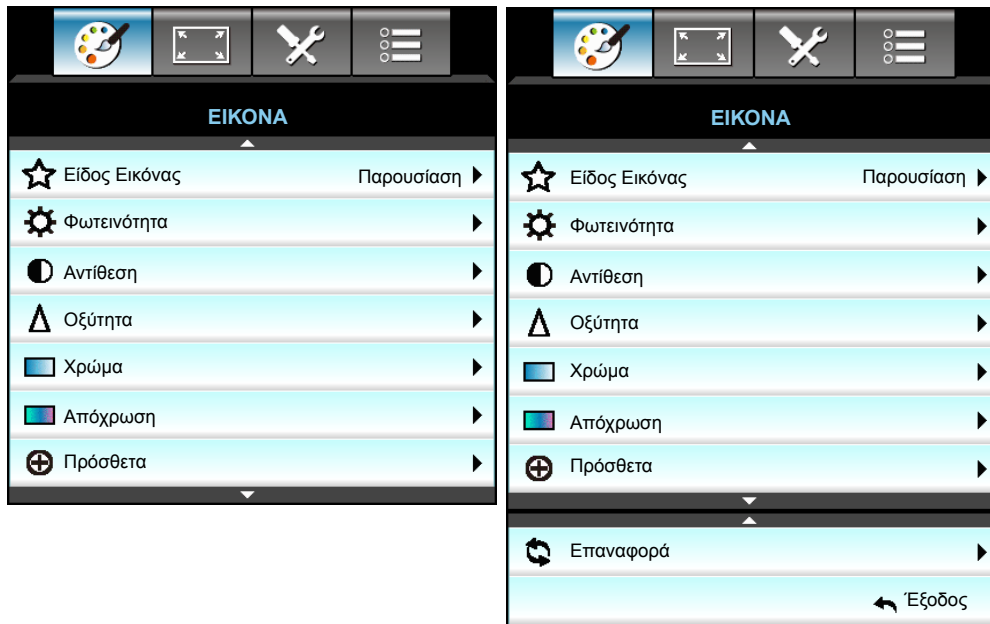 ΕΙΚΟΝΑ
Είδος Εικόνας Παρουσίαση
Φωτεινότητα
Αντίθεση
Οξύτητα
Χρώμα
Απόχρωση
Πρόσθετα
ΕΙΚΟΝΑ
Είδος Εικόνας Παρουσίαση
Φωτεινότητα
Αντίθεση
Οξύτητα
Χρώμα
Απόχρωση
Πρόσθετα
Επαναφορά
Έξοδος